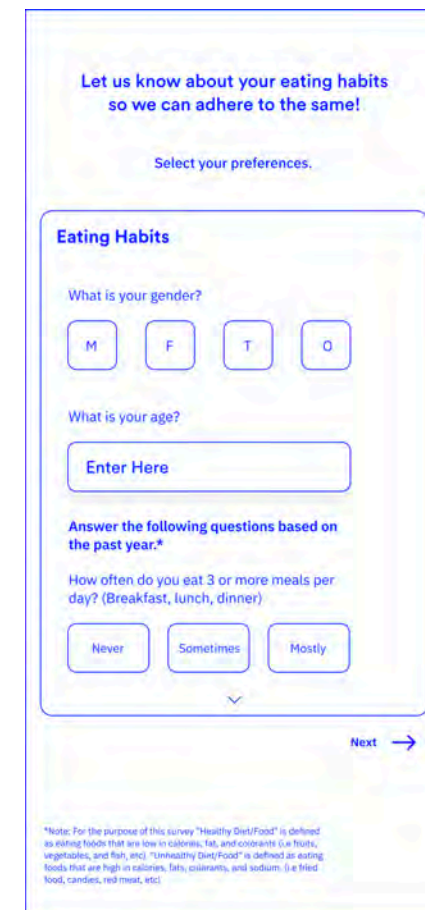 Let us know about your eating habits
so we can adhere to the same!
Select your preferences.
Eating Habits
What is your gender?
M F T O
What is your age?
Enter Here
Answer the following questions based on
the past year.*
How often do you eat 3 or more meals per
day? (Breakfast, lunch, dinner)
Never Sometimes Mostly
Next
*Note: For the purpose of this survey "Healthy Diet/Food" is defined
as eating foods that are low in calories, fat, and colorants (i.e fruits,
vegetables, and fish, etc). "Unhealthy Diet/Food" is defined as eating
foods that are high in calories, fats, colorants, and sodium. (i.e fried
food, candies, red meat, etc)